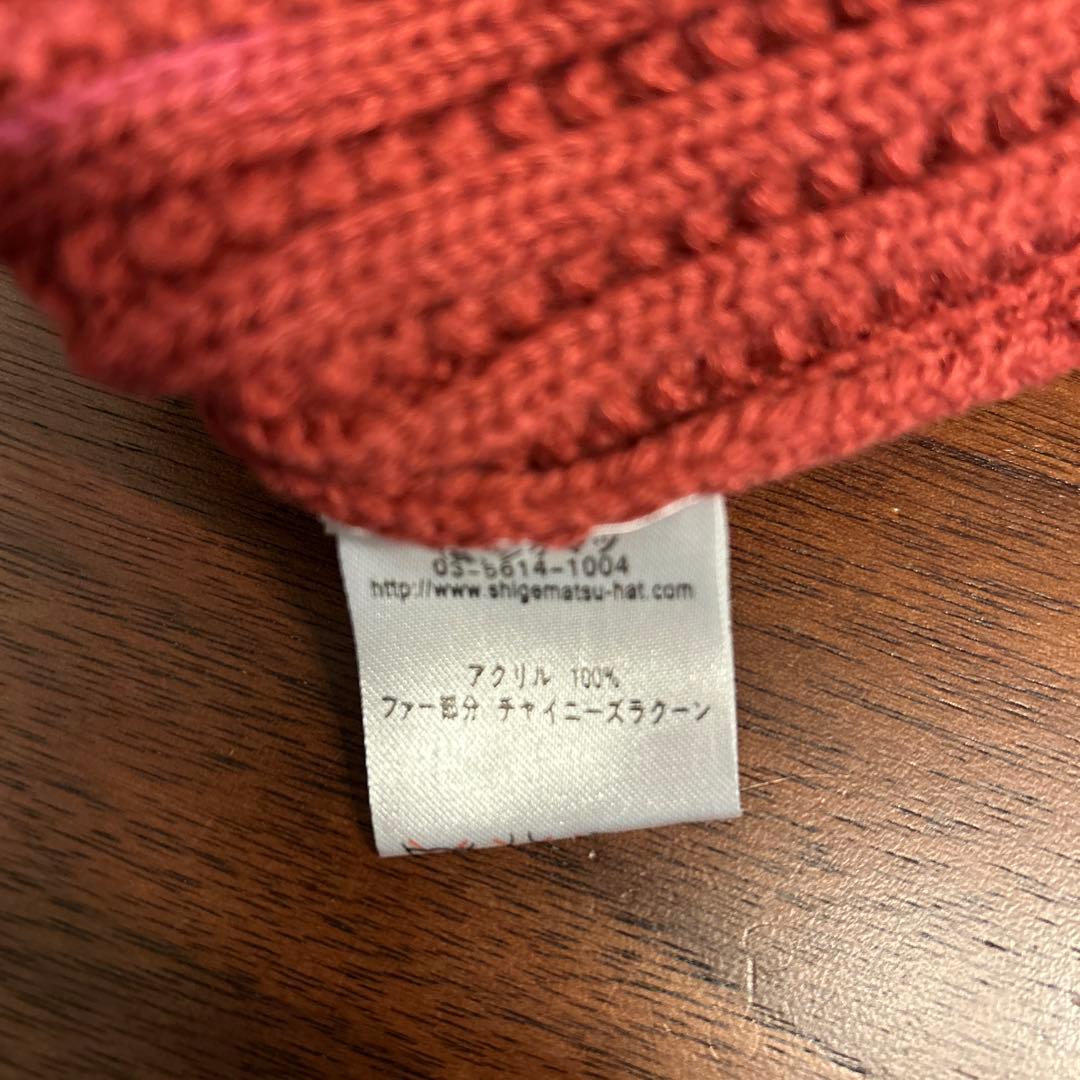 03-5614-1004
http://www.shigematsu-hat.com
アクリル 100%
ファー部分 チャイニーズラクーン